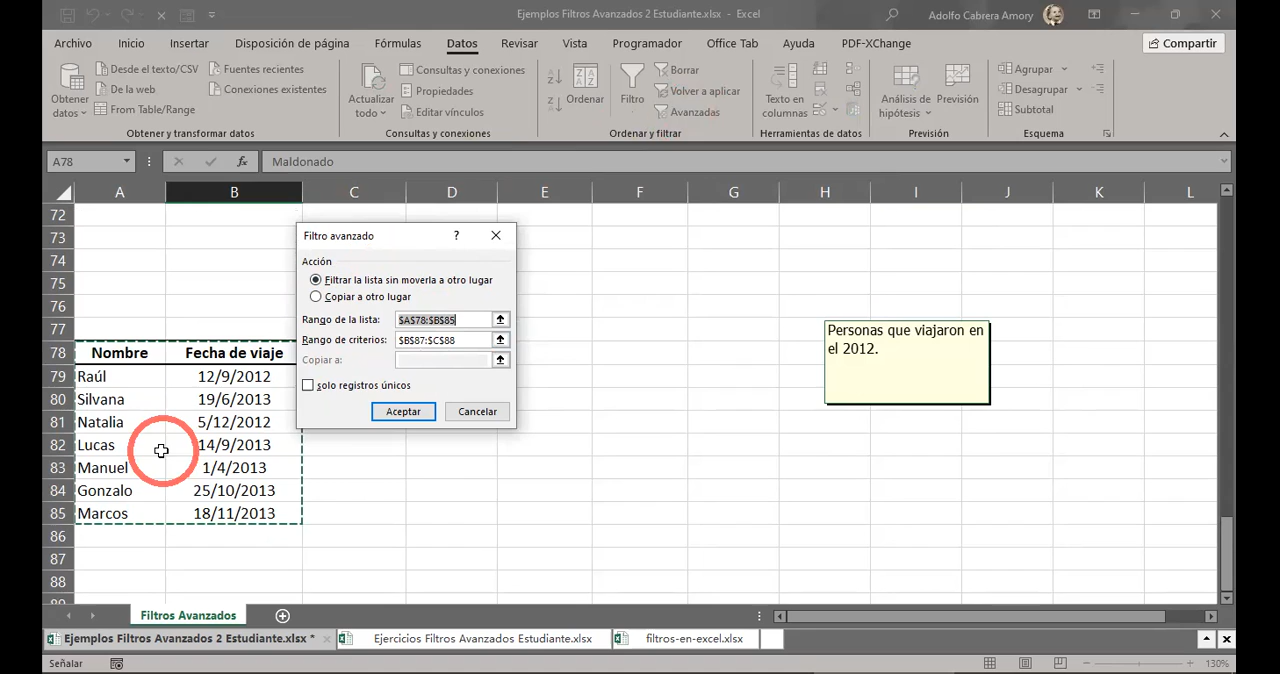 Ejemplos Filtros Avanzados 2 Estudiante.xlsx - Excel
Adolfo Cabrera Amory
Archivo Inicio Insertar Disposición de página Fórmulas Datos Revisar Vista Programador Office Tab Ayuda PDF-XChange Compartir
Obtener datos
Desde el texto/CSV
De la web
From Table/Range
Fuentes recientes
Conexiones existentes
Obtener y transformar datos
Actualizar todo
Consultas y conexiones
Propiedades
Editar vínculos
Consultas y conexiones
Ordenar
Filtro
Borrar
Volver a aplicar
Avanzadas
Ordenar y filtrar
Texto en columnas
Herramientas de datos
Análisis de hipótesis
Previsión
Previsión
Agrupar
Desagrupar
Subtotal
Esquema
A78
fx
Maldonado
A B C D E F G H I J K L
72
73
74
75
76
77
78 Nombre Fecha de viaje
79 Raúl 12/9/2012
80 Silvana 19/6/2013
81 Natalia 5/12/2012
82 Lucas 14/9/2013
83 Manuel 1/4/2013
84 Gonzalo 25/10/2013
85 Marcos 18/11/2013
86
87
88
Filtro avanzado ?
Acción
Filtrar la lista sin moverla a otro lugar
Copiar a otro lugar
Rango de la lista: $A$78:$B$85
Rango de criterios: $B$87:$C$88
Copiar a:
Solo registros únicos
Aceptar Cancelar
Personas que viajaron en
el 2012.
Filtros Avanzados
Ejemplos Filtros Avanzados 2 Estudiante.xlsx * Ejercicios Filtros Avanzados Estudiante.xlsx filtros-en-excel.xlsx
Señalar
130%